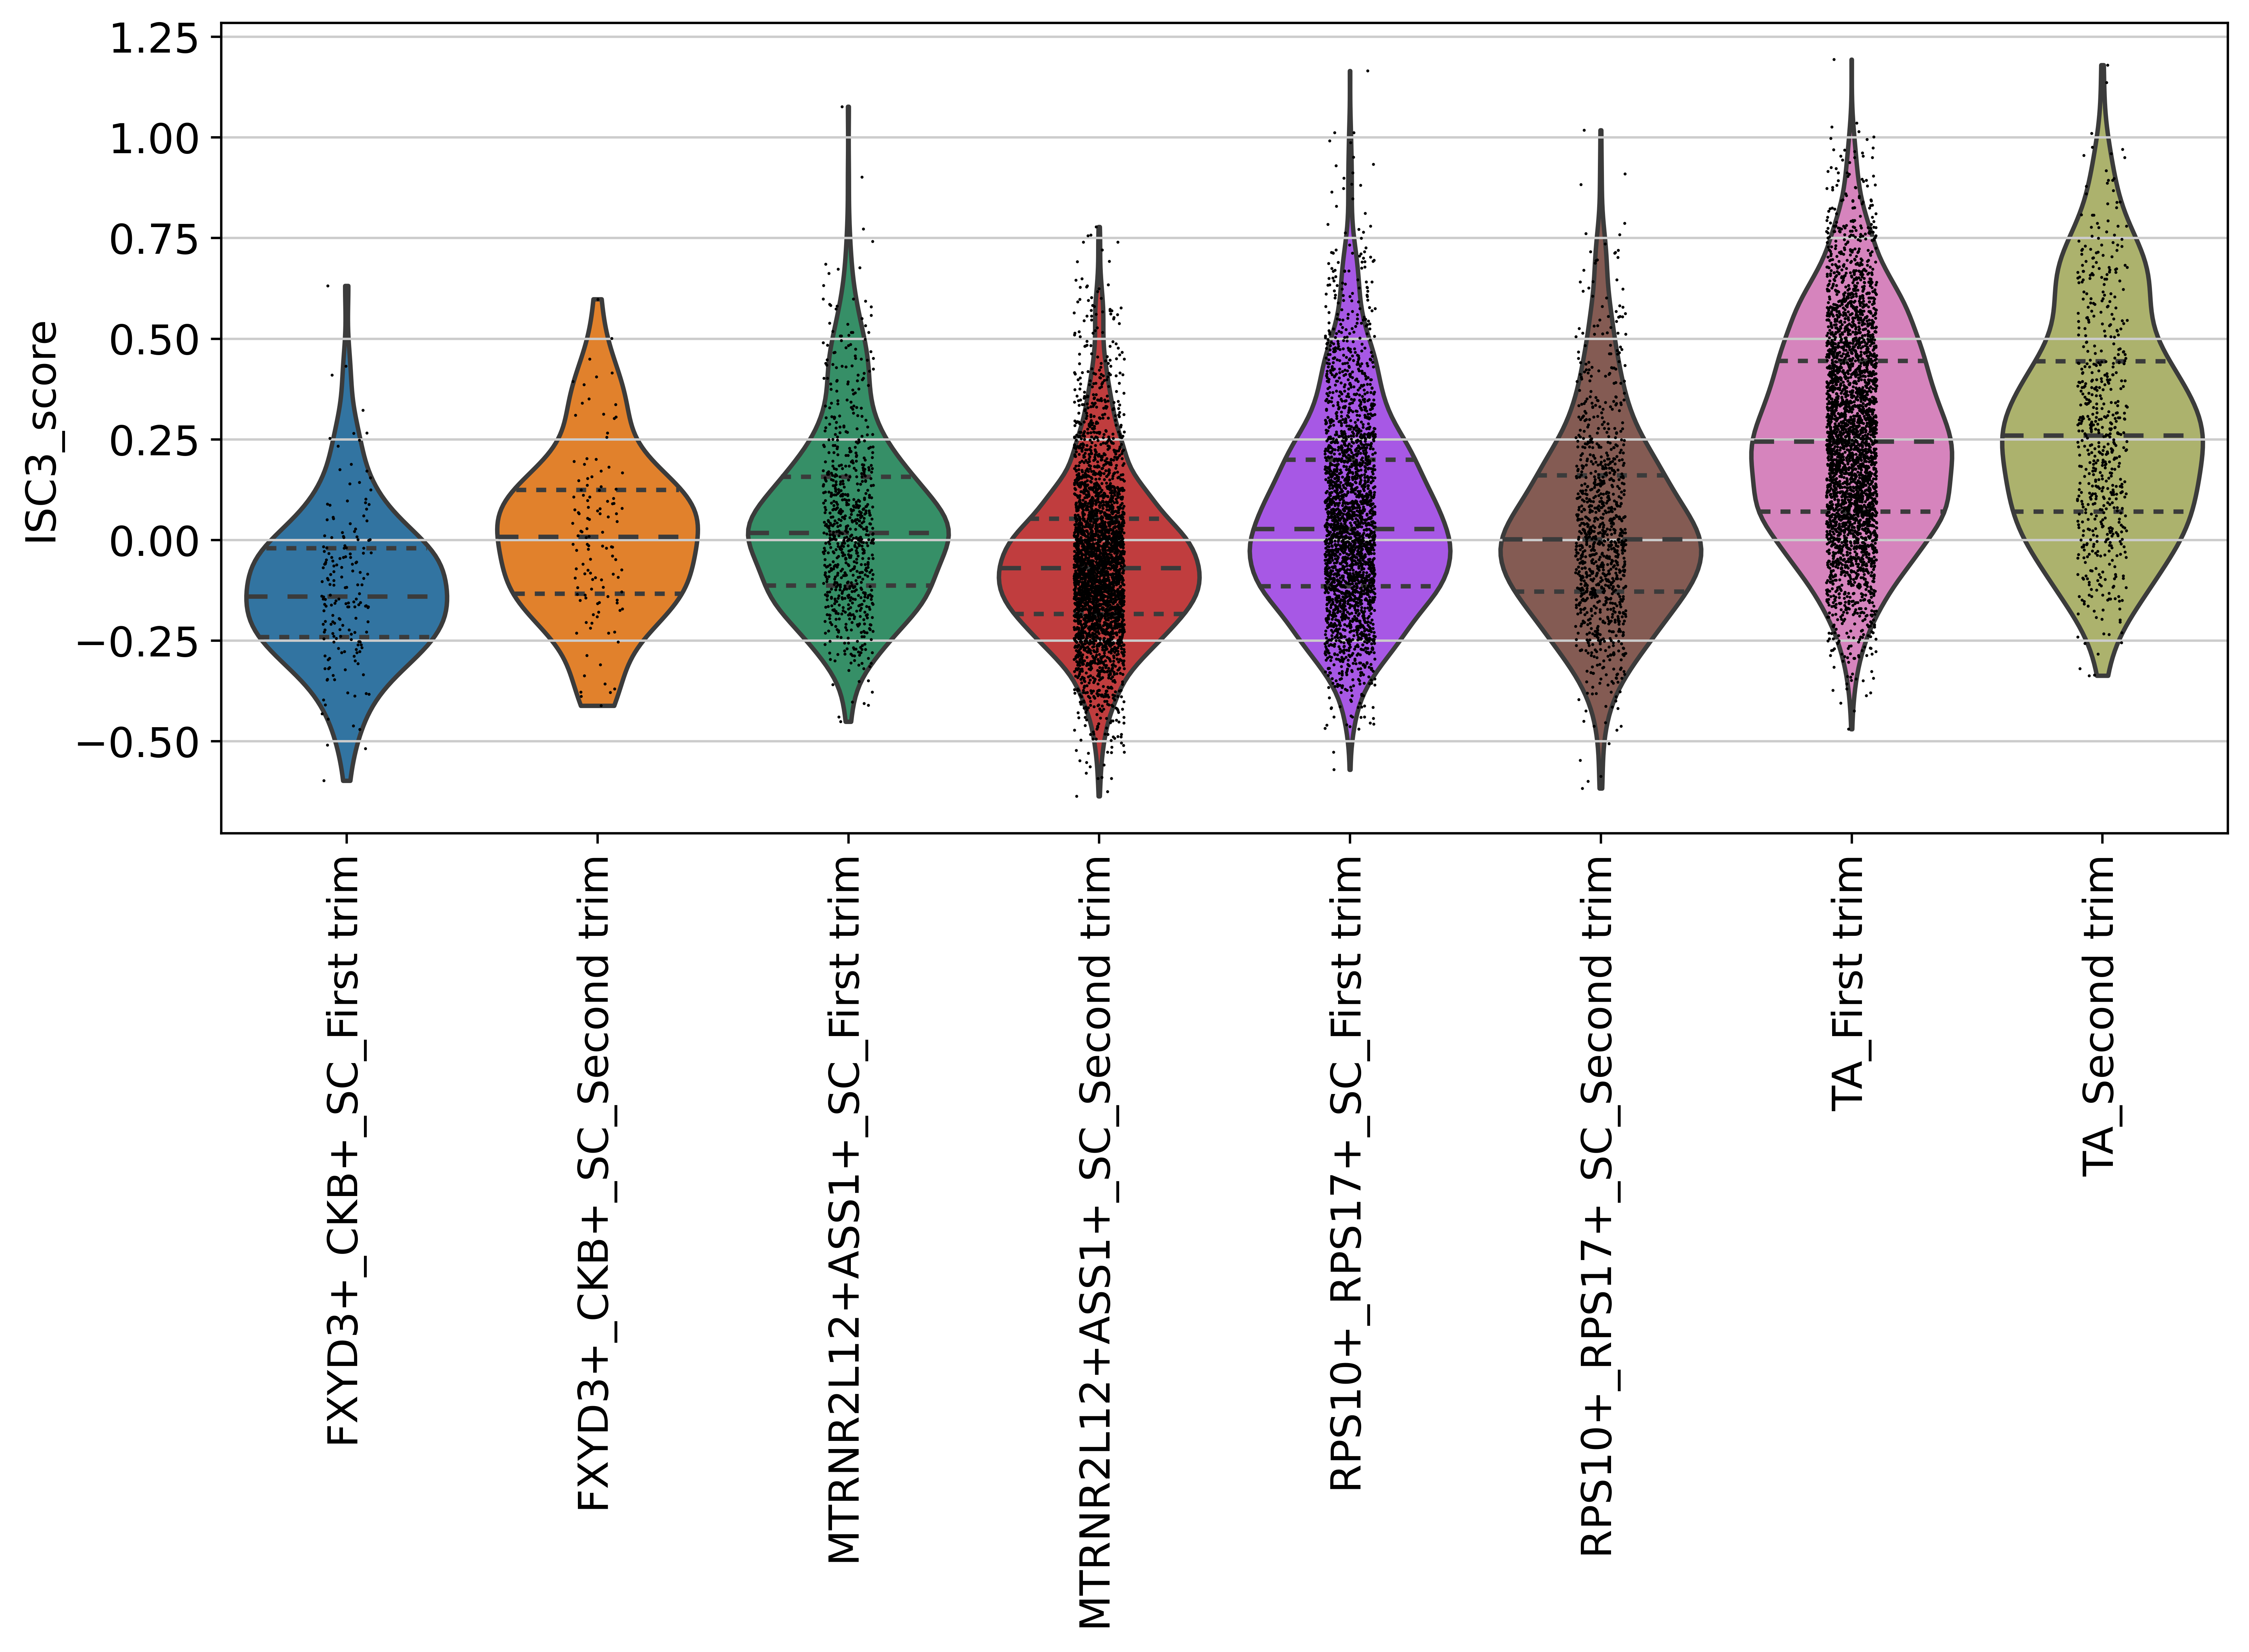 1.25
1.00
0.75
0.50
0.25
0.00
−0.25
−0.50
ISC3_score
FXYD3+_CKB+_SC_First trim
FXYD3+_CKB+_SC_Second trim
MTRNR2L12+ASS1+_SC_First trim
MTRNR2L12+ASS1+_SC_Second trim
RPS10+_RPS17+_SC_First trim
RPS10+_RPS17+_SC_Second trim
TA_First trim
TA_Second trim